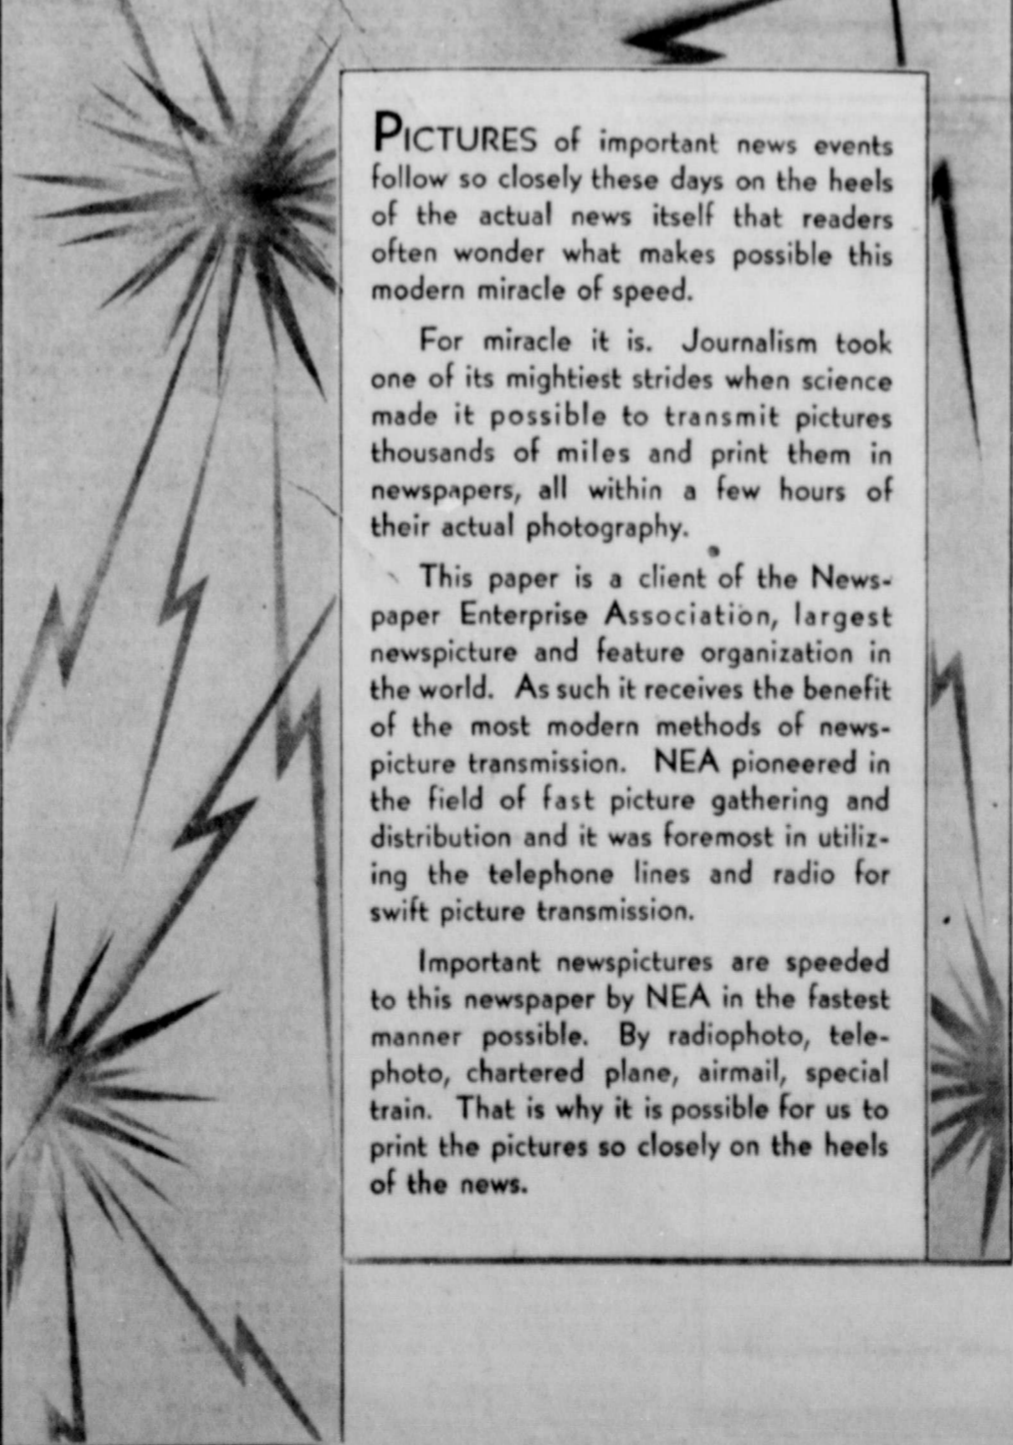 PICTURES of important news events
follow so closely these days on the heels
of the actual news itself that readers
often wonder what makes possible this
modern miracle of speed.
For miracle it is. Journalism took
one of its mightiest strides when science
made it possible to transmit pictures
thousands of miles and print them in
newspapers, all within a few hours of
their actual photography.
This paper is a client of the News-
paper Enterprise Association, largest
newspicture and feature organization in
the world. As such it receives the benefit
of the most modern methods of news-
picture transmission. NEA pioneered in
the field of fast picture gathering and
distribution and it was foremost in utiliz-
ing the telephone lines and radio for
swift picture transmission.
Important newspictures are speeded
to this newspaper by NEA in the fastest
manner possible. By radiophoto, tele-
photo, chartered plane, airmail, special
train. That is why it is possible for us to
print the pictures so closely on the heels
of the news.